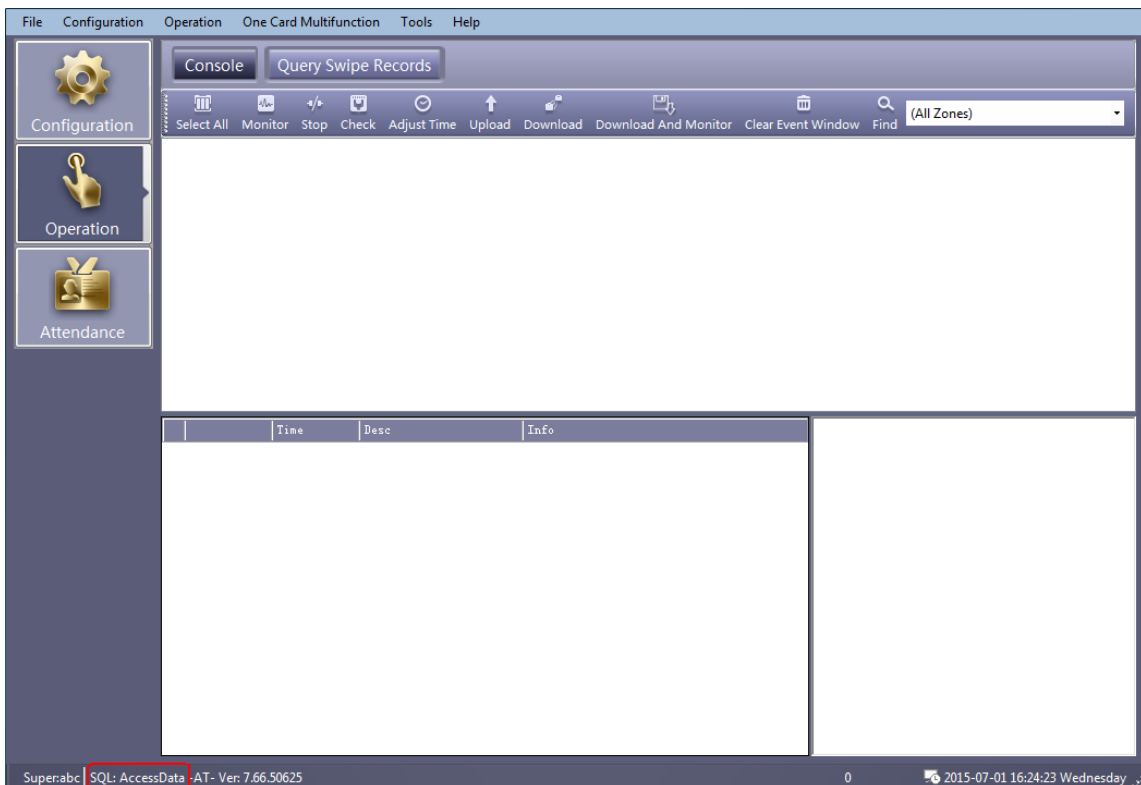 File Configuration Operation One Card Multifunction Tools Help
Console Query Swipe Records
Select All Monitor Stop Check Adjust Time Upload Download Download And Monitor Clear Event Window Find (All Zones)
Configuration
Operation
Attendance
Time Desc Info
Super:abc SQL: AccessData -AT- Ver: 7.66.50625 0 2015-07-01 16:24:23 Wednesday